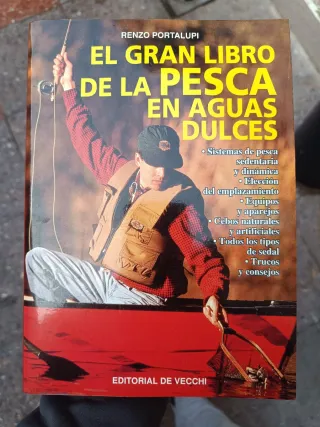 RENZO PORTALUPI
EL GRAN LIBRO
DE LA PESCA
EN AGUAS
DULCES
• Sistemas de pesca
sedentaria
y dinámica
• Elección
del emplazamiento
• Equipos
y aparejos
• Cebos naturales
y artificiales
• Todos los tipos
de sedal
• Trucos
y consejos
EDITORIAL DE VECCHI